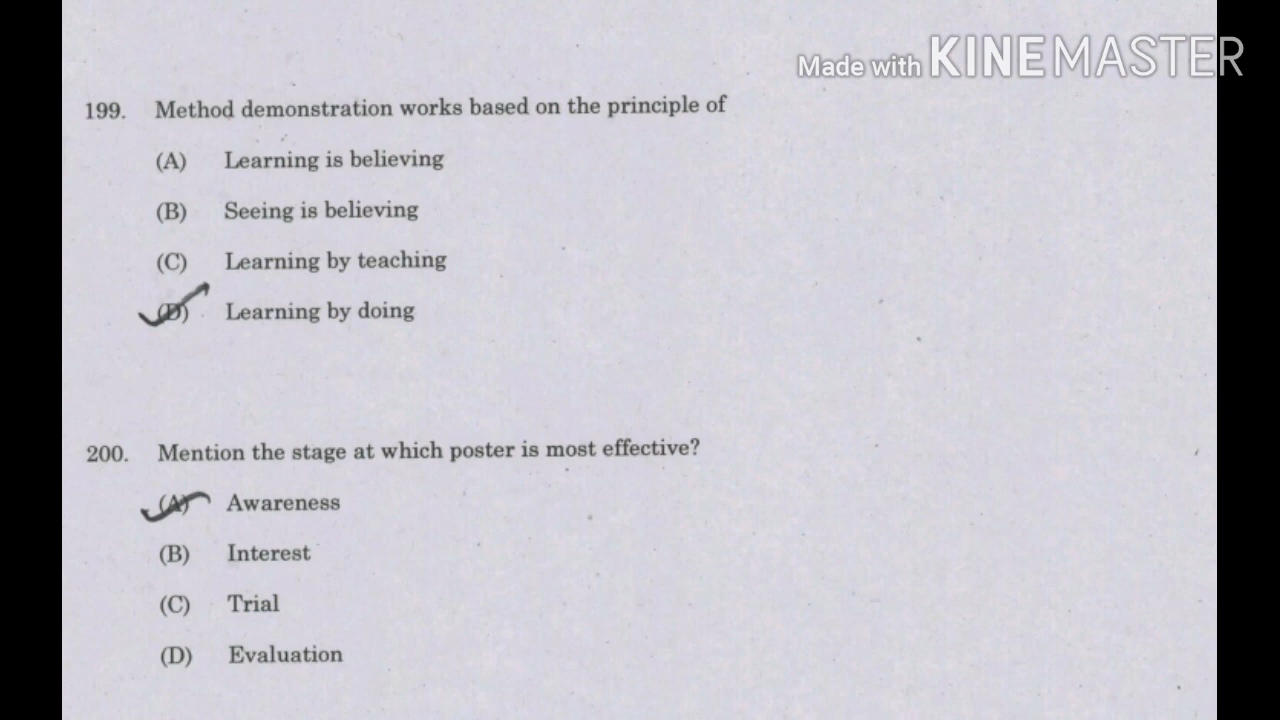 Made with KINEMASTER
199. Method demonstration works based on the principle of
(A) Learning is believing
(B) Seeing is believing
(C) Learning by teaching
(D) Learning by doing
200. Mention the stage at which poster is most effective?
(A) Awareness
(B) Interest
(C) Trial
(D) Evaluation